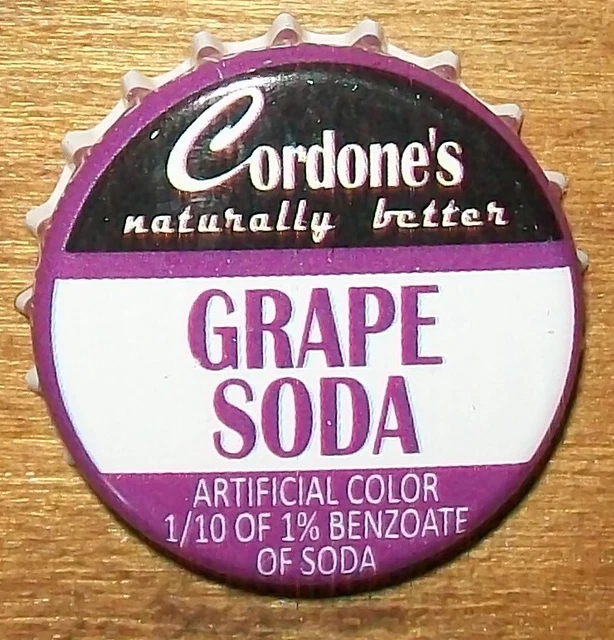 Cordone's
naturally better
GRAPE
SODA
ARTIFICIAL COLOR
1/10 OF 1% BENZOATE
OF SODA